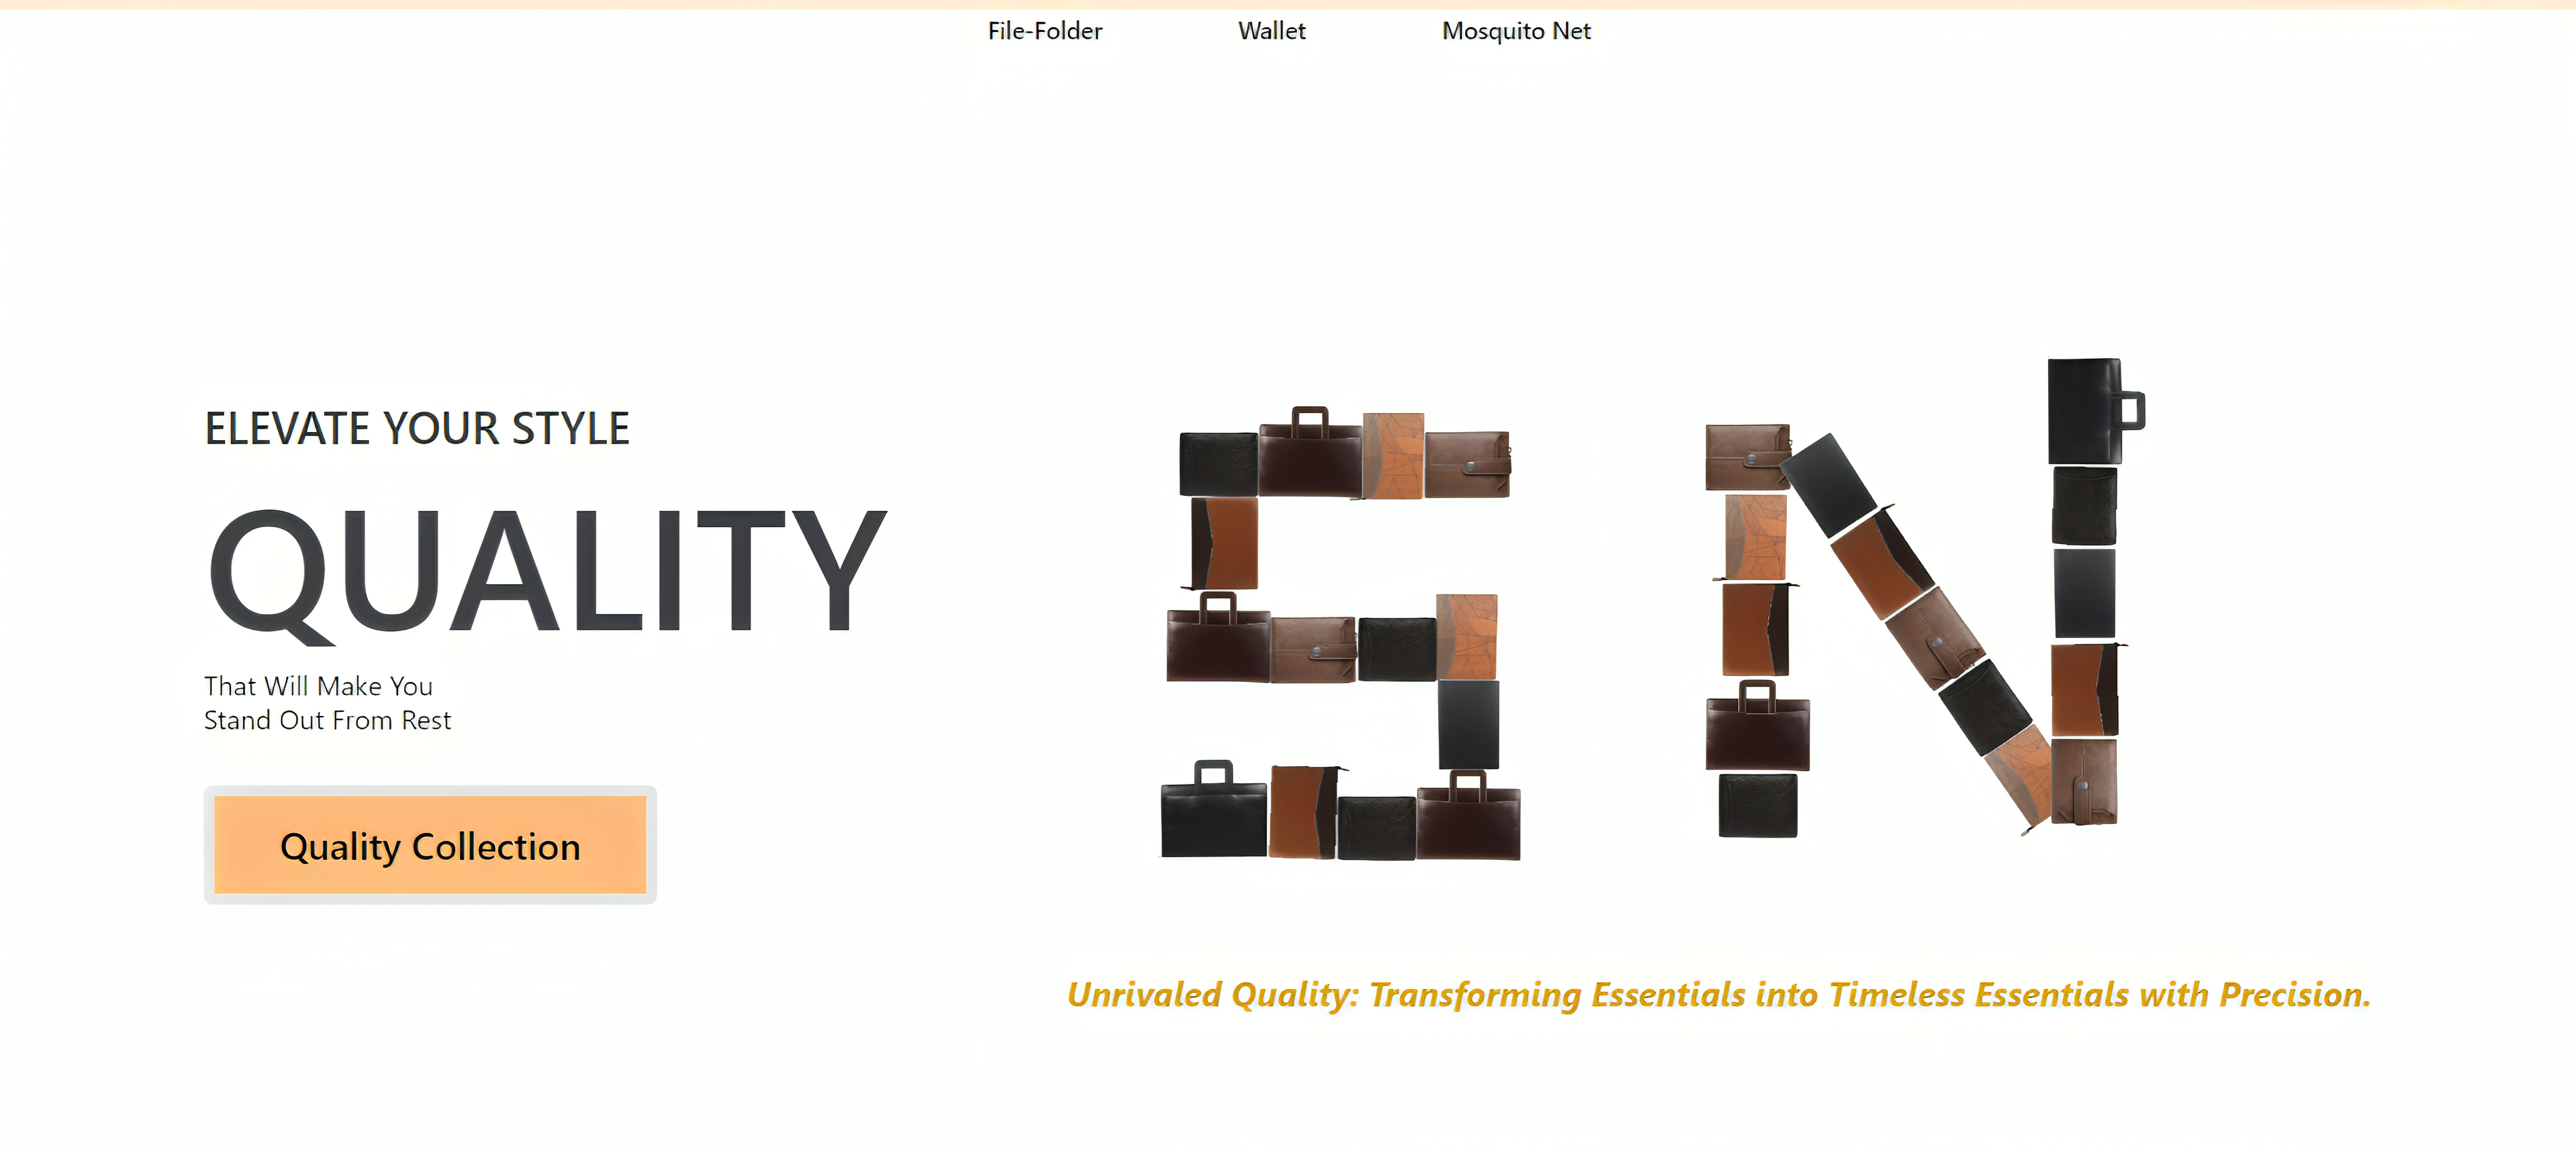 File-Folder Wallet Mosquito Net
ELEVATE YOUR STYLE
QUALITY
That Will Make You
Stand Out From Rest
Quality Collection
SN
Unrivaled Quality: Transforming Essentials into Timeless Essentials with Precision.